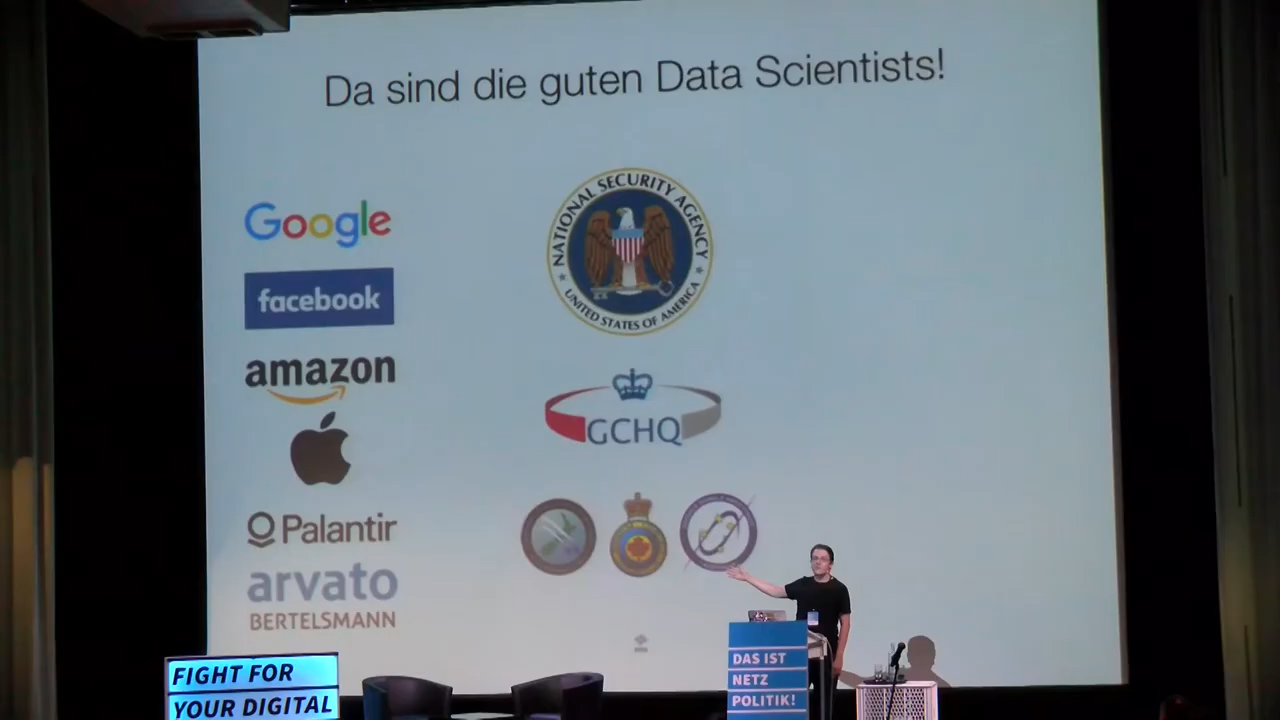 Da sind die guten Data Scientists!
Google
facebook
amazon
Palantir
arvato
BERTELSMANN
NATIONAL SECURITY AGENCY
UNITED STATES OF AMERICA
GCHQ
FIGHT FOR
YOUR DIGITAL
DAS IST
NETZ
POLITIK!